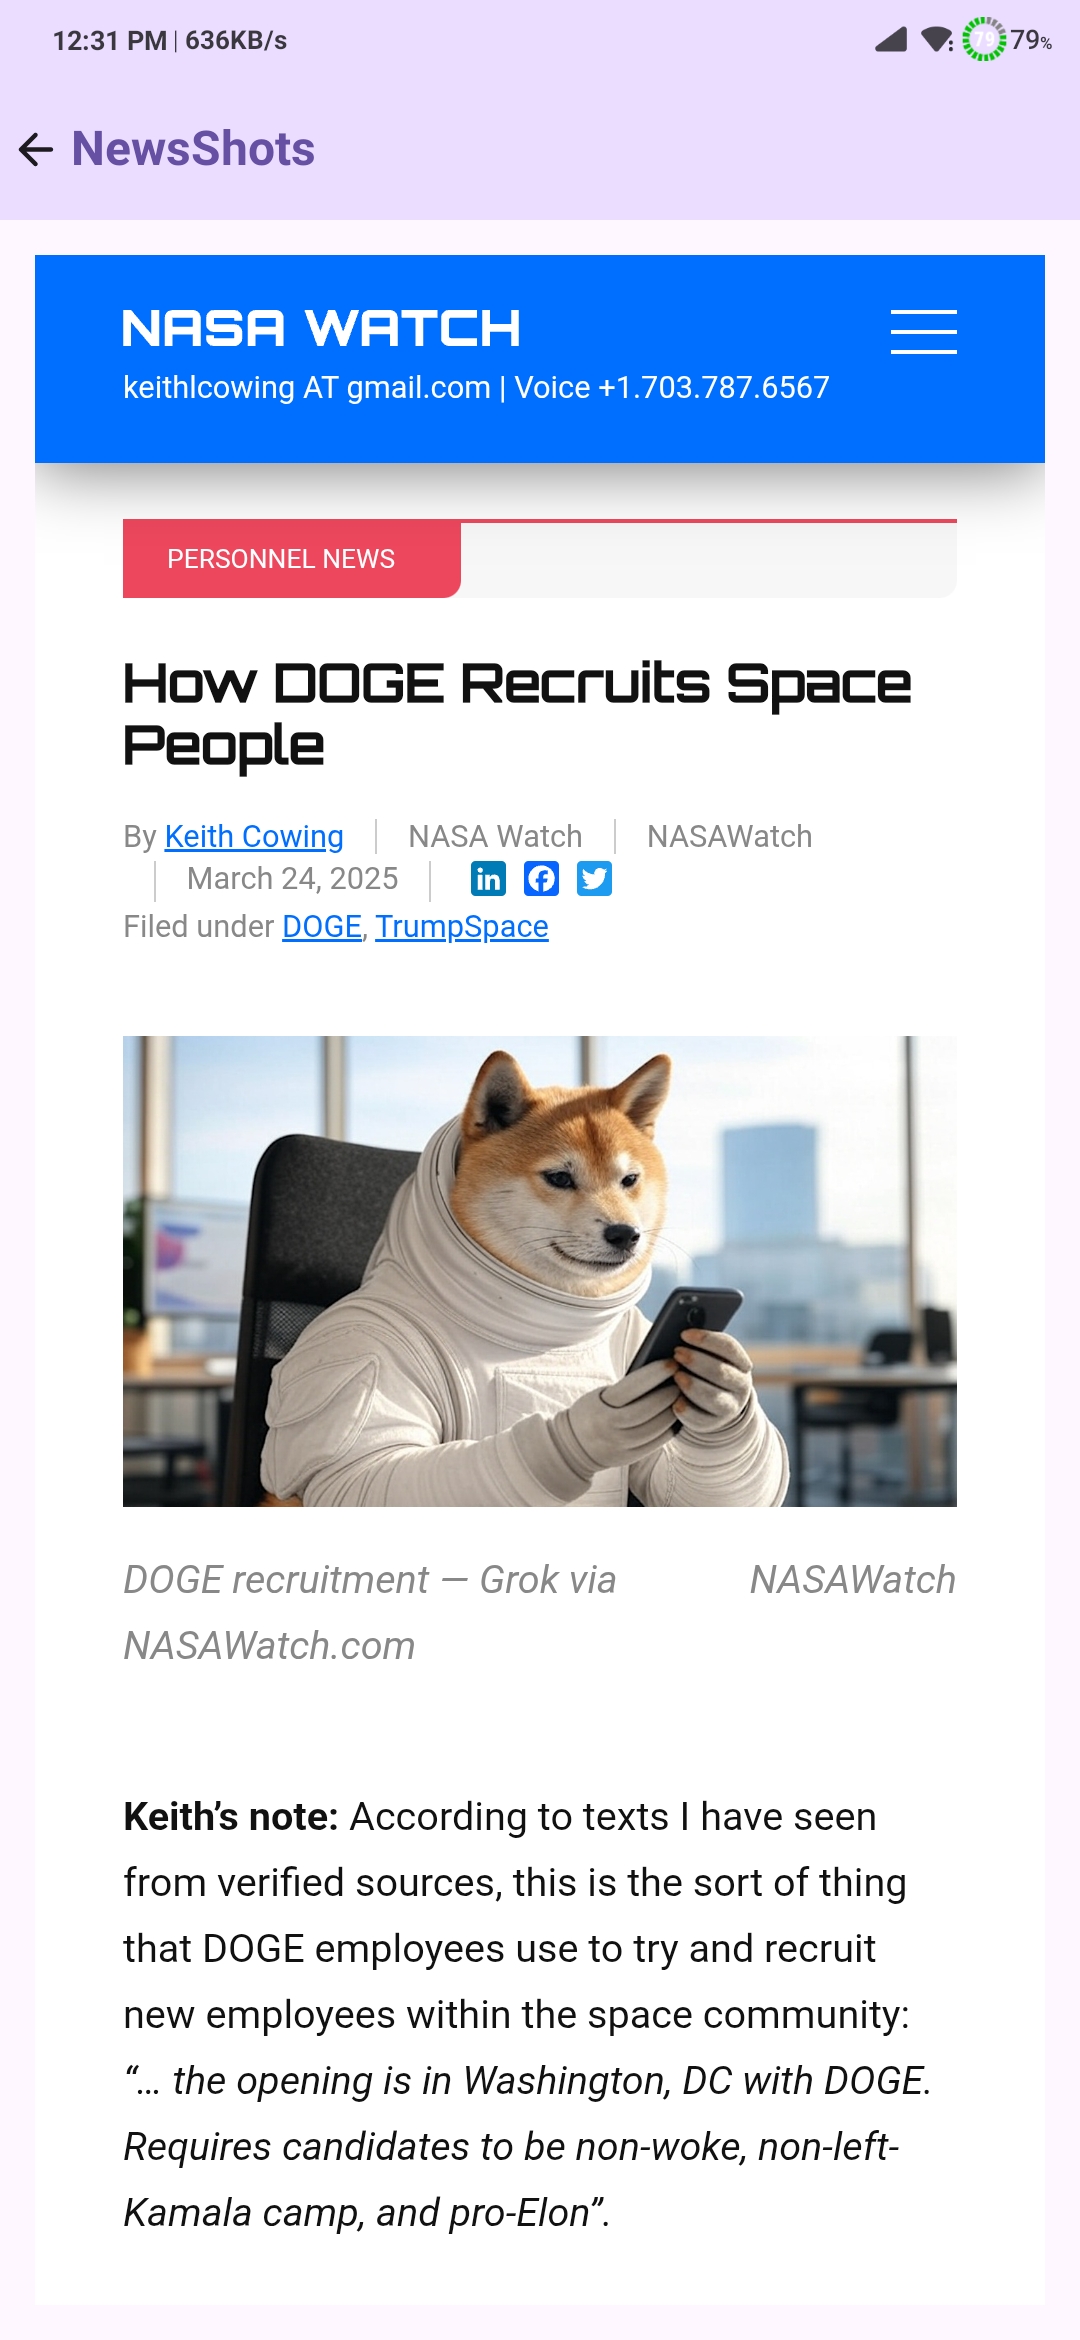 12:31 PM | 636KB/s
79
79%
NewsShots
NASA WATCH
keithlcowing AT gmail.com | Voice +1.703.787.6567
PERSONNEL NEWS
How DOGE Recruits Space
People
By Keith Cowing | NASA Watch | NASAWatch
| March 24, 2025 |
Filed under DOGE, TrumpSpace
DOGE recruitment — Grok via NASAWatch
NASAWatch.com
Keith’s note: According to texts I have seen
from verified sources, this is the sort of thing
that DOGE employees use to try and recruit
new employees within the space community:
“… the opening is in Washington, DC with DOGE.
Requires candidates to be non-woke, non-left-
Kamala camp, and pro-Elon”.